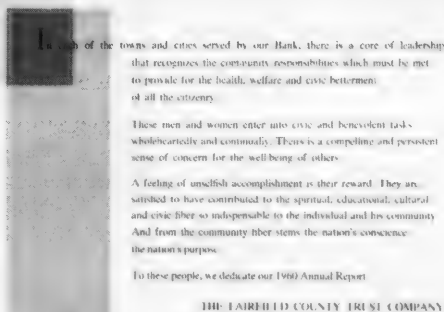 In each of the towns and cities served by our Bank, there is a core of leadership
that recognizes the community responsibilities which must be met
to provide for the health, welfare and civic betterment
of all the citizenry.
These men and women enter into civic and benevolent tasks
wholeheartedly and continually. Theirs is a compelling and persistent
sense of concern for the well-being of others.
A feeling of unselfish accomplishment is their reward. They are
satisfied to have contributed to the spiritual, educational, cultural
and civic fiber so indispensable to the individual and his community.
And from the community fiber stems the nation's conscience
the nation's purpose.
To these people, we dedicate our 1960 Annual Report.
THE FAIRFIELD COUNTY TRUST COMPANY